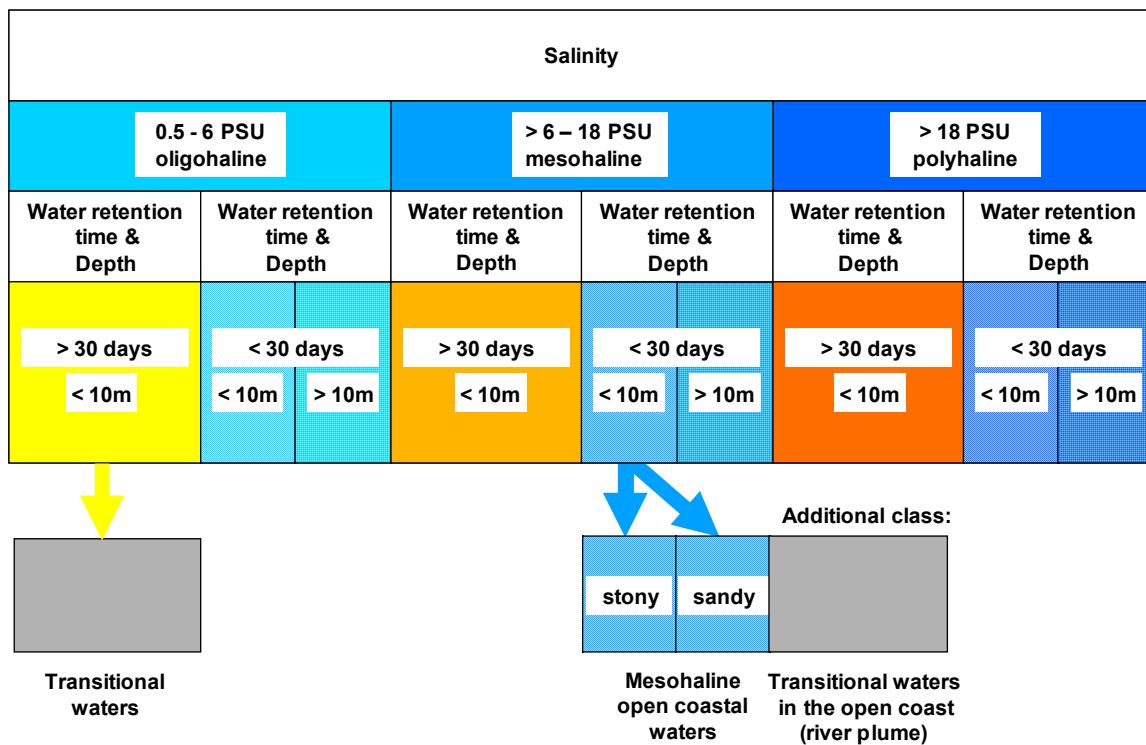 Salinity
0.5 - 6 PSU
oligohaline
> 6 – 18 PSU
mesohaline
> 18 PSU
polyhaline
Water retention
time &
Depth
Water retention
time &
Depth
Water retention
time &
Depth
Water retention
time &
Depth
Water retention
time &
Depth
Water retention
time &
Depth
> 30 days
< 10m
< 30 days
< 10m
> 10m
> 30 days
< 10m
< 30 days
< 10m
> 10m
> 30 days
< 10m
< 30 days
< 10m
> 10m
Additional class:
stony
sandy
Transitional
waters
Mesohaline
open coastal
waters
Transitional waters
in the open coast
(river plume)